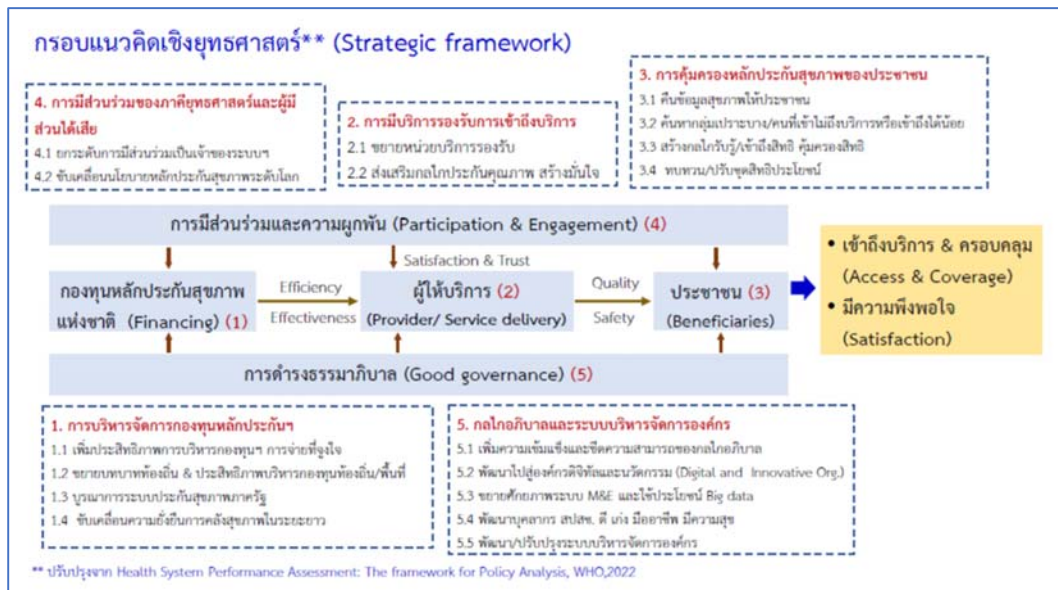 กรอบแนวคิดเชิงยุทธศาสตร์** (Strategic framework)
4. การมีส่วนร่วมของภาคียุทธศาสตร์และผู้มี
ส่วนได้เสีย
4.1 ยกระดับการมีส่วนร่วมเป็นเจ้าของระบบฯ
4.2 ขับเคลื่อนนโยบายหลักประกันสุขภาพระดับโลก
2. การมีบริการรองรับการเข้าถึงบริการ
2.1 ขยายหน่วยบริการรองรับ
2.2 ส่งเสริมกลไกประกันคุณภาพ สร้างมั่นใจ
3. การคุ้มครองหลักประกันสุขภาพของประชาชน
3.1 คืนข้อมูลสุขภาพให้ประชาชน
3.2 ค้นหากลุ่มเปราะบาง/คนที่เข้าไม่ถึงบริการหรือเข้าถึงได้น้อย
3.3 สร้างกลไกรับรู้/เข้าถึงสิทธิ คุ้มครองสิทธิ
3.4 ทบทวน/ปรับชุดสิทธิประโยชน์
การมีส่วนร่วมและความผูกพัน (Participation & Engagement) (4)
Satisfaction & Trust
กองทุนหลักประกันสุขภาพ
แห่งชาติ (Financing) (1)
Efficiency
Effectiveness
ผู้ให้บริการ (2)
(Provider/ Service delivery)
Quality
Safety
ประชาชน (3)
(Beneficiaries)
• เข้าถึงบริการ & ครอบคลุม
(Access & Coverage)
• มีความพึงพอใจ
(Satisfaction)
การดำรงธรรมาภิบาล (Good governance) (5)
1. การบริหารจัดการกองทุนหลักประกันฯ
1.1 เพิ่มประสิทธิภาพการบริหารกองทุนฯ การจ่ายที่จูงใจ
1.2 ขยายบทบาทท้องถิ่น & ประสิทธิภาพบริหารกองทุนท้องถิ่น/พื้นที่
1.3 บูรณาการระบบประกันสุขภาพภาครัฐ
1.4 ขับเคลื่อนความยั่งยืนการคลังสุขภาพในระยะยาว
5. กลไกอภิบาลและระบบบริหารจัดการองค์กร
5.1 เพิ่มความเข้มแข็งและขีดความสามารถของกลไกอภิบาล
5.2 พัฒนาไปสู่องค์กรดิจิทัลและนวัตกรรม (Digital and Innovative Org.)
5.3 ขยายศักยภาพระบบ M&E และใช้ประโยชน์ Big data
5.4 พัฒนาบุคลากร สปสช. ดี เก่ง มืออาชีพ มีความสุข
5.5 พัฒนา/ปรับปรุงระบบบริหารจัดการองค์กร
** ปรับปรุงจาก Health System Performance Assessment: The framework for Policy Analysis, WHO,2022